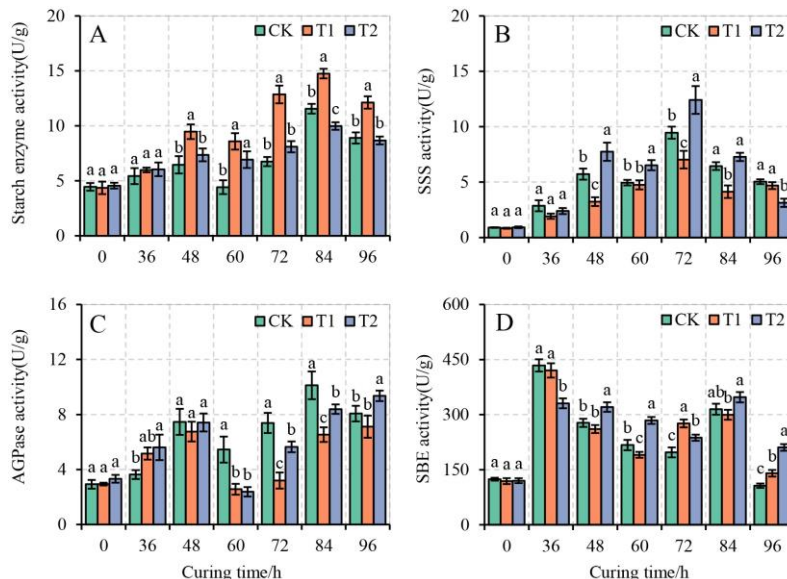 A
CK T1 T2
Starch enzyme activity(U/g)
20
15
10
5
0
a a a
a a a
b a b
b a a
b a b
b a c
b a b
0 36 48 60 72 84 96
B
CK T1 T2
SSS activity(U/g)
20
15
10
5
0
a a a
a a a
b c a
b b a
b c a
a b a
a a b
0 36 48 60 72 84 96
C
CK T1 T2
AGPase activity(U/g)
16
12
8
4
0
a a a
b ab a
a a a
a b b
a c b
a c b
b b a
0 36 48 60 72 84 96
Curing time/h
D
CK T1 T2
SBE activity(U/g)
600
450
300
150
0
a a a
a a b
b b a
b c a
c a b
ab b a
c b a
0 36 48 60 72 84 96
Curing time/h